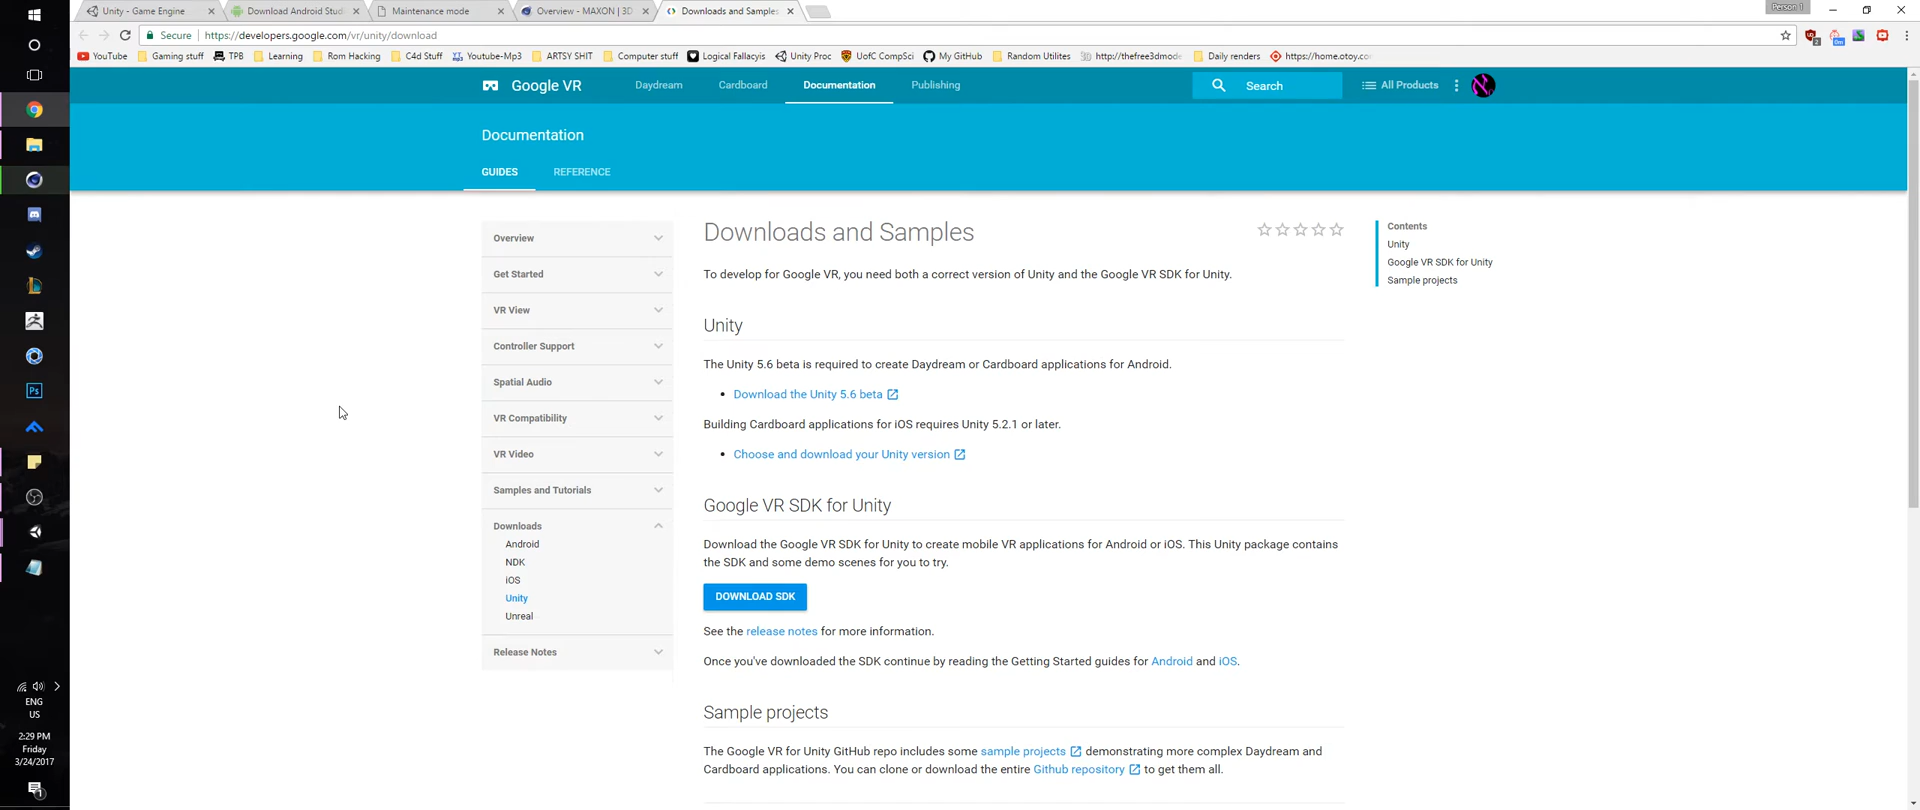 Unity - Game Engine
Download Android Stud
Maintenance mode
Overview - MAXON | 3D
Downloads and Samples
Person 1
Secure
https://developers.google.com/vr/unity/download
YouTube
Gaming stuff
TPB
Learning
Rom Hacking
C4d Stuff
Youtube-Mp3
ARTSY SHIT
Computer stuff
Logical Fallacyis
Unity Proc
UofC CompSci
My GitHub
Random Utilites
http://thefree3dmode
Daily renders
https://home.otoy.co
Google VR
Daydream
Cardboard
Documentation
Publishing
Search
All Products
Documentation
GUIDES
REFERENCE
Overview
Get Started
VR View
Controller Support
Spatial Audio
VR Compatibility
VR Video
Samples and Tutorials
Downloads
Android
NDK
iOS
Unity
Unreal
Release Notes
Downloads and Samples
To develop for Google VR, you need both a correct version of Unity and the Google VR SDK for Unity.
Unity
The Unity 5.6 beta is required to create Daydream or Cardboard applications for Android.
• Download the Unity 5.6 beta
Building Cardboard applications for iOS requires Unity 5.2.1 or later.
• Choose and download your Unity version
Google VR SDK for Unity
Download the Google VR SDK for Unity to create mobile VR applications for Android or iOS. This Unity package contains
the SDK and some demo scenes for you to try.
DOWNLOAD SDK
See the release notes for more information.
Once you've downloaded the SDK continue by reading the Getting Started guides for Android and iOS.
Sample projects
The Google VR for Unity GitHub repo includes some sample projects demonstrating more complex Daydream and
Cardboard applications. You can clone or download the entire Github repository to get them all.
Contents
Unity
Google VR SDK for Unity
Sample projects
Ps
ENG
US
2:29 PM
Friday
3/24/2017